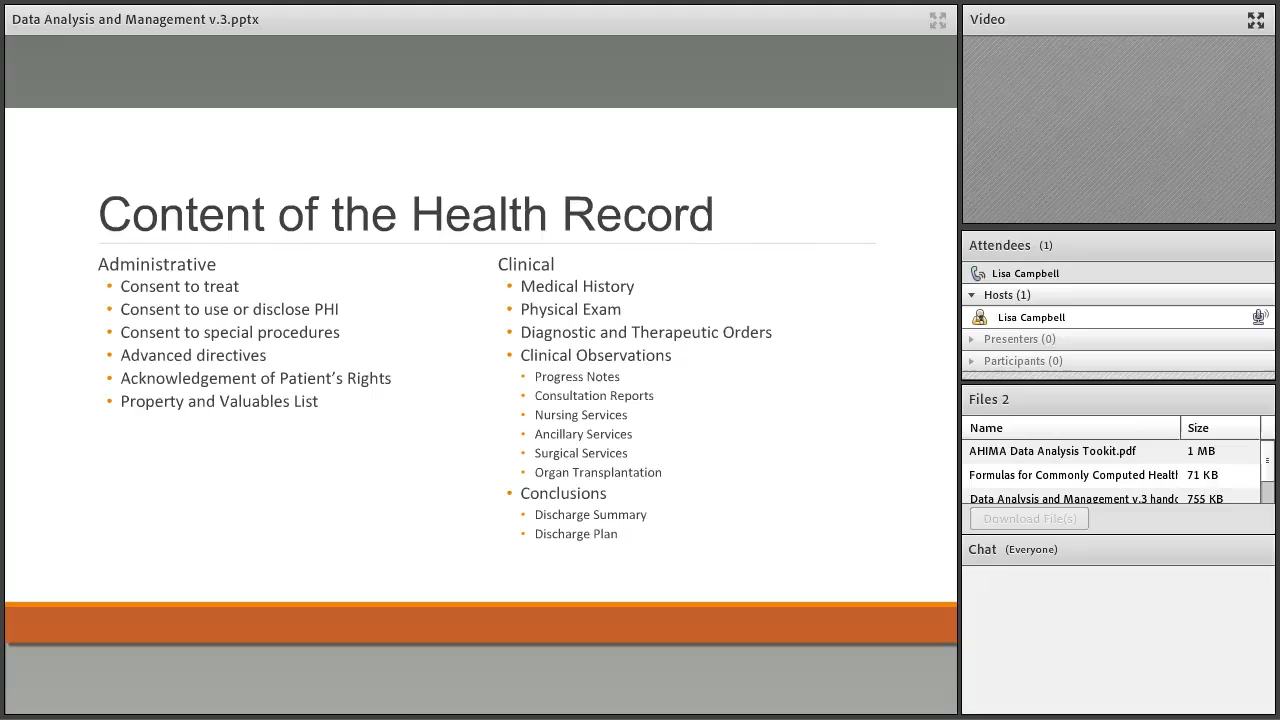 Data Analysis and Management v.3.pptx
Content of the Health Record
Administrative
• Consent to treat
• Consent to use or disclose PHI
• Consent to special procedures
• Advanced directives
• Acknowledgement of Patient's Rights
• Property and Valuables List
Clinical
• Medical History
• Physical Exam
• Diagnostic and Therapeutic Orders
• Clinical Observations
• Progress Notes
• Consultation Reports
• Nursing Services
• Ancillary Services
• Surgical Services
• Organ Transplantation
• Conclusions
• Discharge Summary
• Discharge Plan
Video
Attendees (1)
Lisa Campbell
Hosts (1)
Lisa Campbell
Presenters (0)
Participants (0)
Files 2
Name Size
AHIMA Data Analysis Tookit.pdf 1 MB
Formulas for Commonly Computed Healtl 71 KB
Data Analysis and Management v.3 handc 755 KB
Download File(s)
Chat (Everyone)